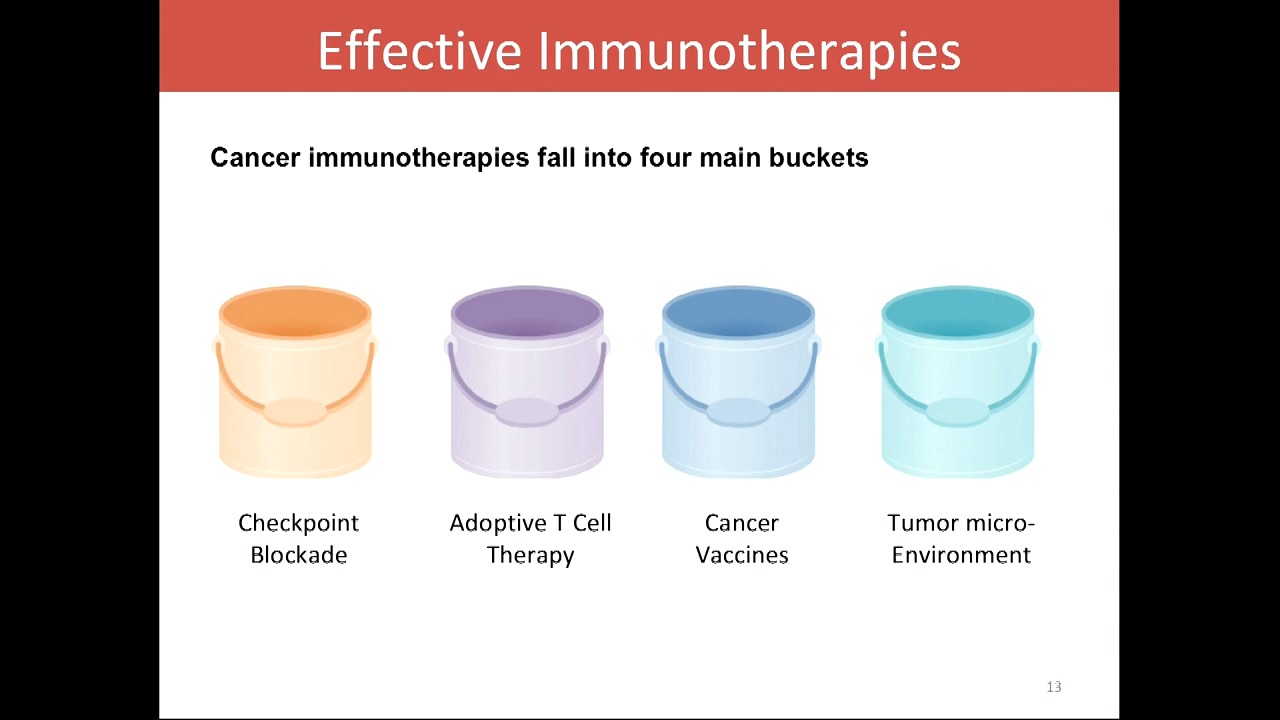 Effective Immunotherapies
Cancer immunotherapies fall into four main buckets
Checkpoint
Blockade
Adoptive T Cell
Therapy
Cancer
Vaccines
Tumor micro-
Environment
13